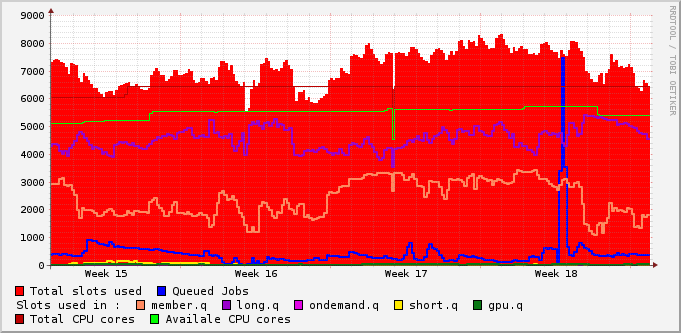 9000
8000
7000
6000
5000
4000
3000
2000
1000
0
Week 15 Week 16 Week 17 Week 18
Total slots used Queued Jobs
Slots used in : member.q long.q ondemand.q short.q gpu.q
Total CPU cores Availale CPU cores
RRDTOOL / TOBI OETIKER